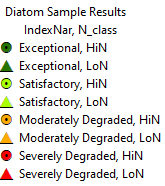 Diatom Sample Results
IndexNar, N_class
Exceptional, HiN
Exceptional, LoN
Satisfactory, HiN
Satisfactory, LoN
Moderately Degraded, HiN
Moderately Degraded, LoN
Severely Degraded, HiN
Severely Degraded, LoN